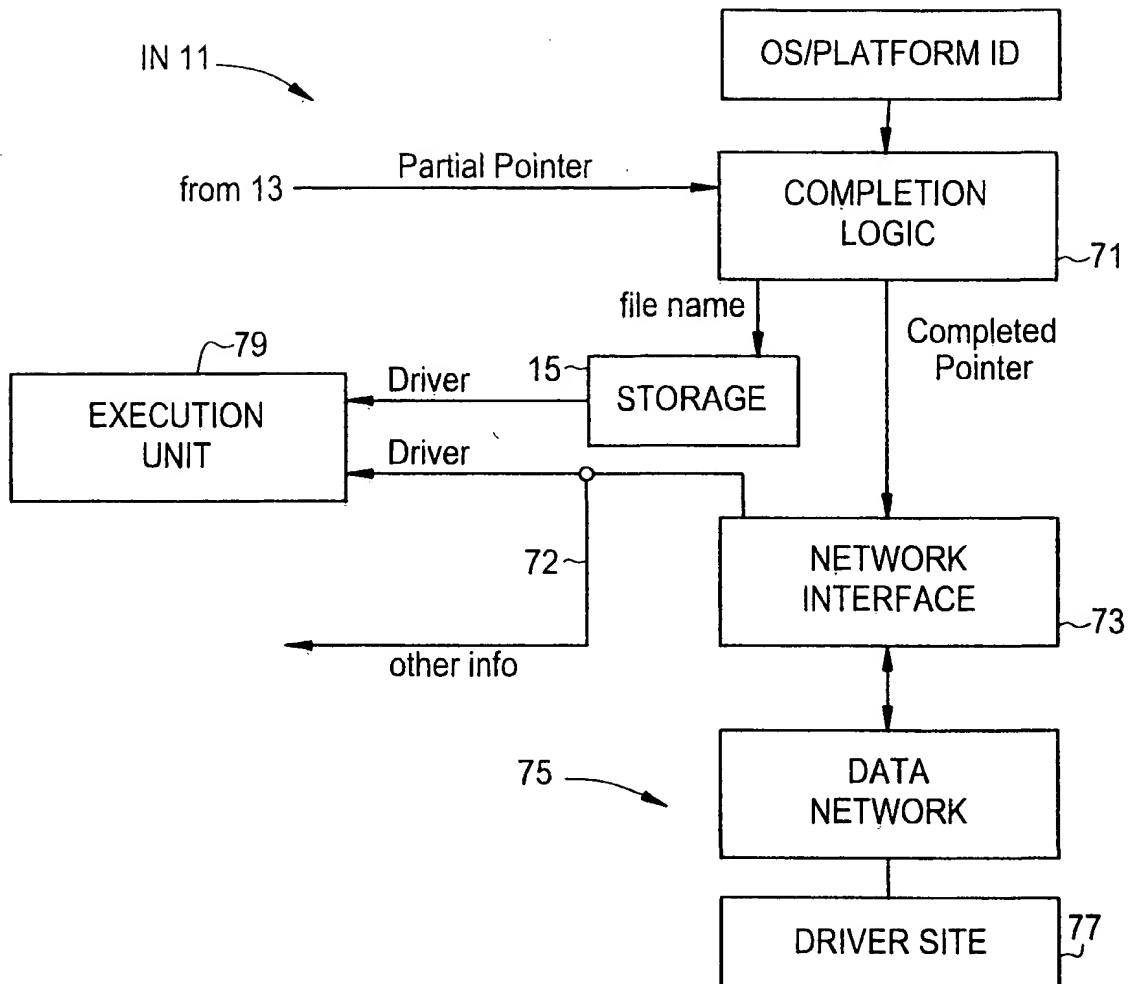 OS/PLATFORM ID
IN 11
Partial Pointer
from 13
COMPLETION
LOGIC
71
file name
Completed
Pointer
79
15
Driver
STORAGE
EXECUTION
UNIT
Driver
72
NETWORK
INTERFACE
73
other info
75
DATA
NETWORK
DRIVER SITE
77